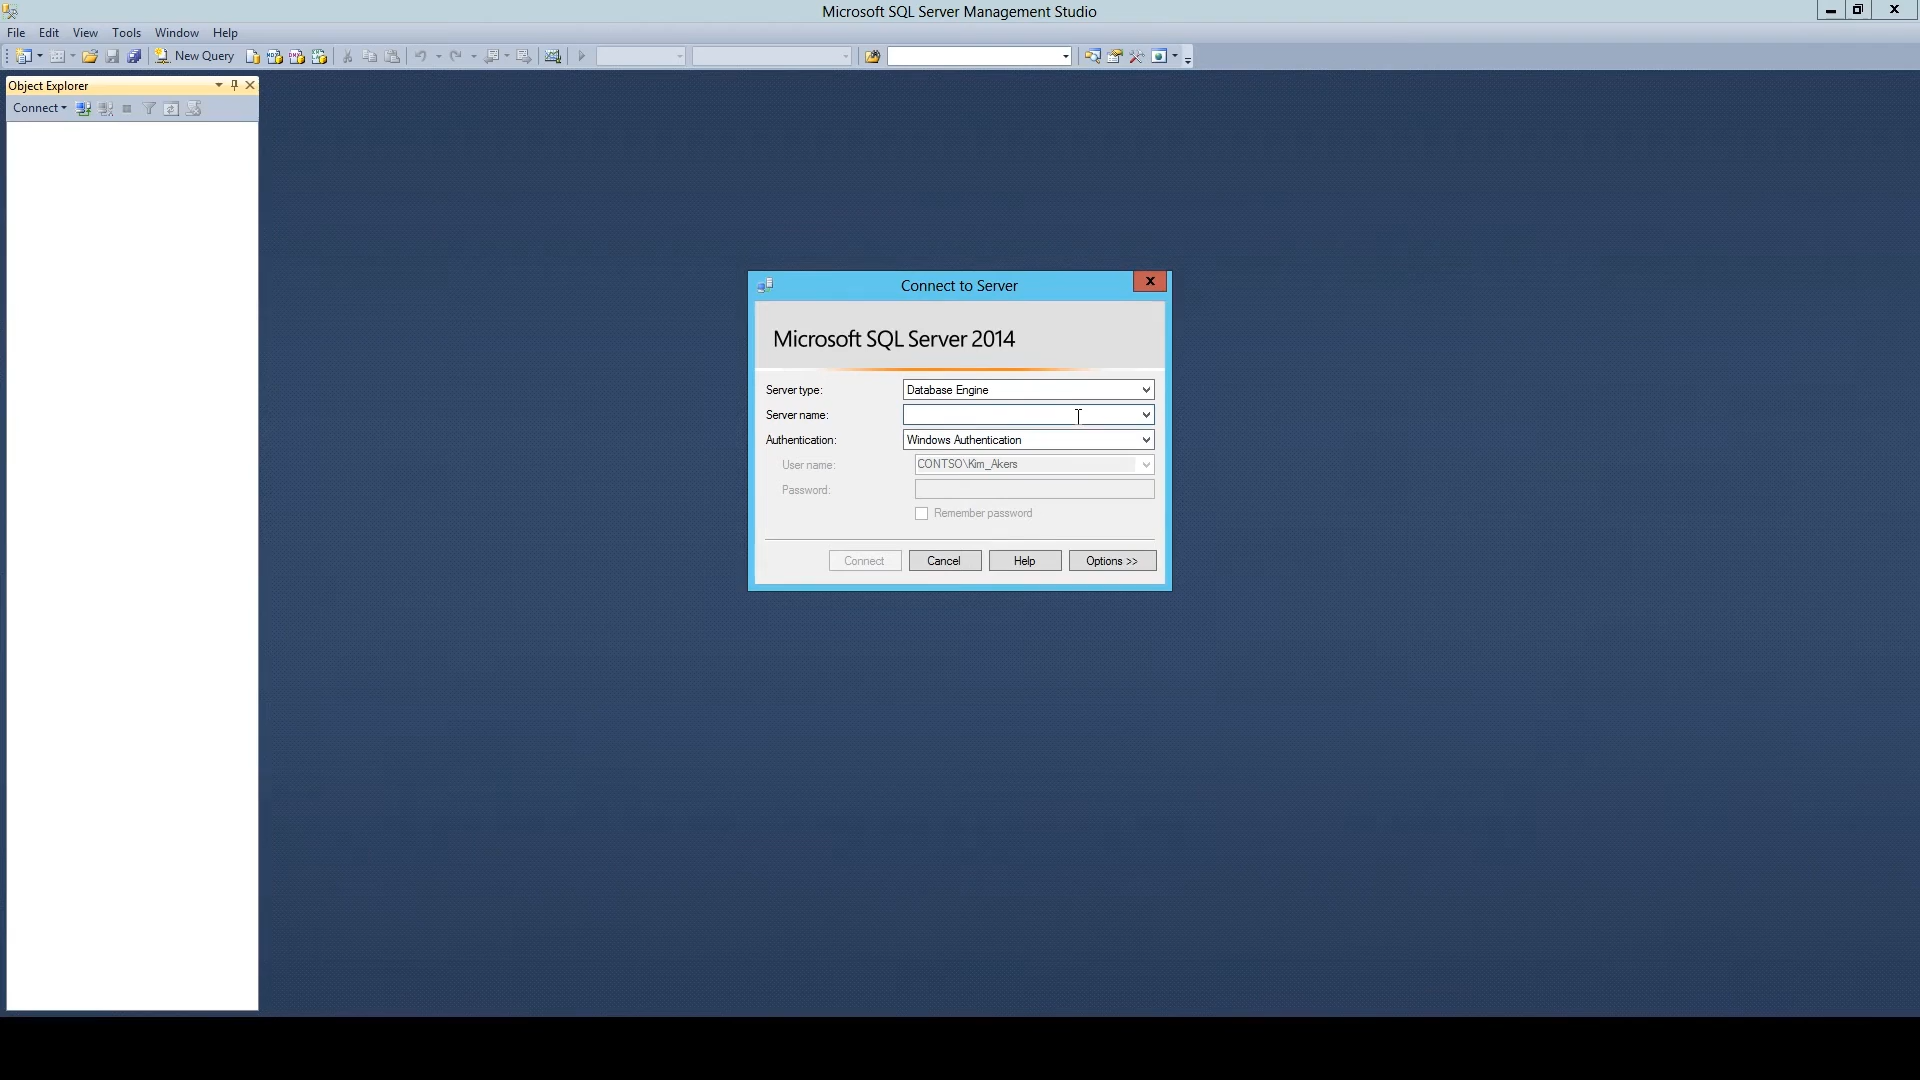 Microsoft SQL Server Management Studio
File Edit View Tools Window Help
New Query
Object Explorer
Connect
Connect to Server
Microsoft SQL Server 2014
Server type: Database Engine
Server name:
Authentication: Windows Authentication
User name: CONTSO\Kim_Akers
Password:
Remember password
Connect Cancel Help Options >>